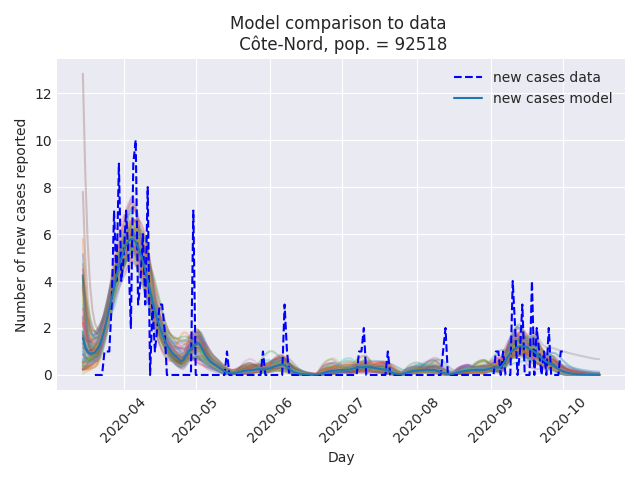 Model comparison to data
Côte-Nord, pop. = 92518
new cases data
new cases model
Number of new cases reported
12
10
8
6
4
2
0
2020-04
2020-05
2020-06
2020-07
2020-08
2020-09
2020-10
Day